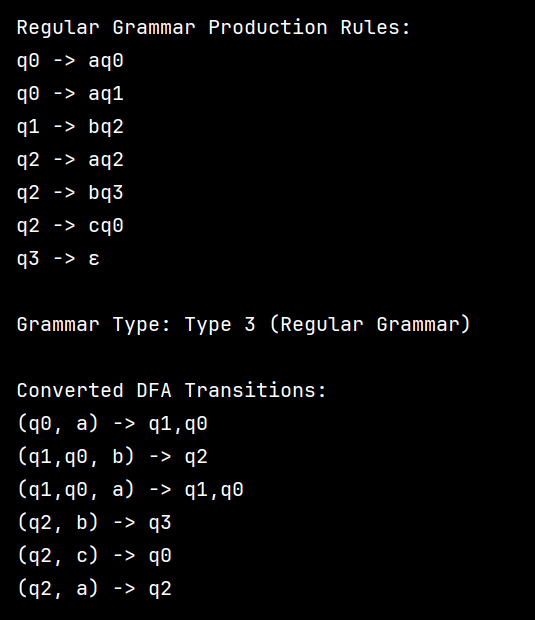 Regular Grammar Production Rules:
q0 -> aq0
q0 -> aq1
q1 -> bq2
q2 -> aq2
q2 -> bq3
q2 -> cq0
q3 -> ε
Grammar Type: Type 3 (Regular Grammar)
Converted DFA Transitions:
(q0, a) -> q1,q0
(q1,q0, b) -> q2
(q1,q0, a) -> q1,q0
(q2, b) -> q3
(q2, c) -> q0
(q2, a) -> q2